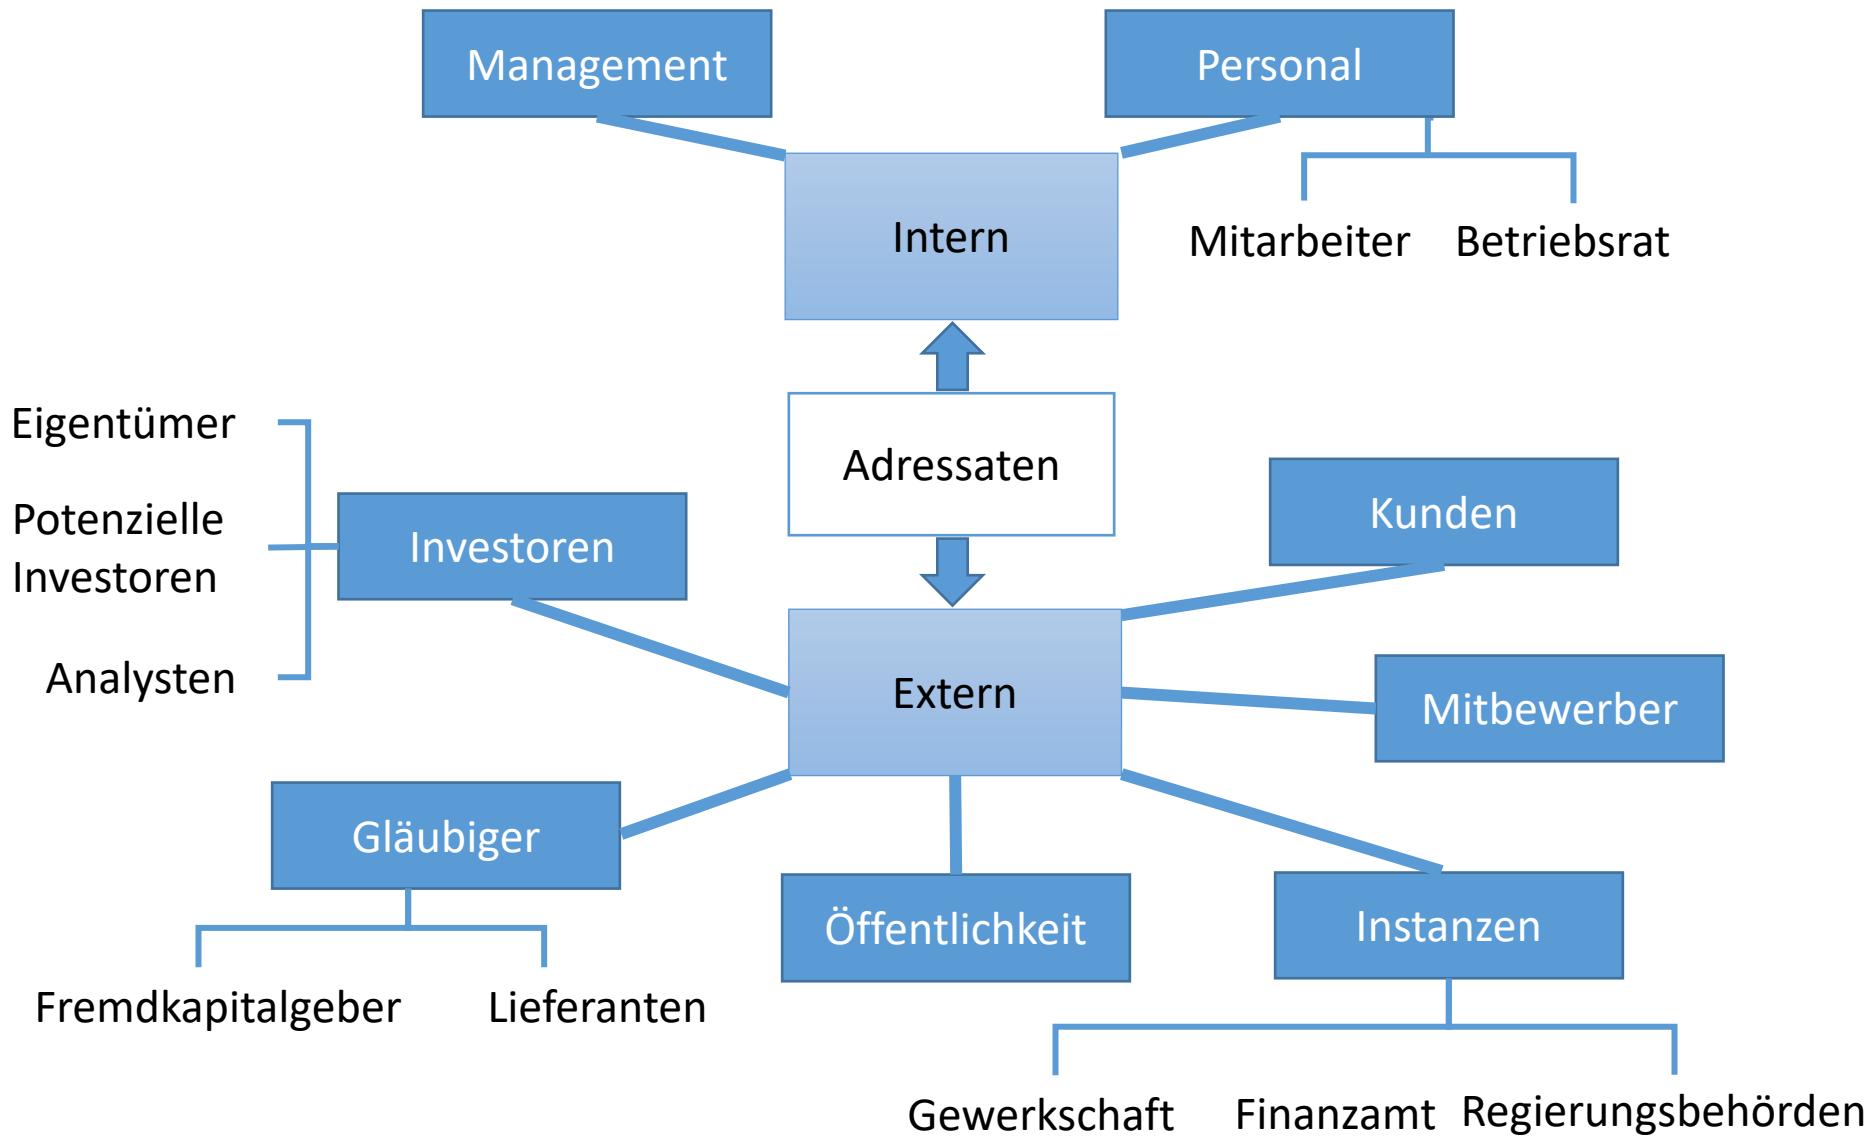 Management
Personal
Intern
Mitarbeiter
Betriebsrat
Eigentümer
Adressaten
Kunden
Potenzielle
Investoren
Investoren
Analysten
Extern
Mitbewerber
Gläubiger
Öffentlichkeit
Instanzen
Fremdkapitalgeber
Lieferanten
Gewerkschaft
Finanzamt
Regierungsbehörden